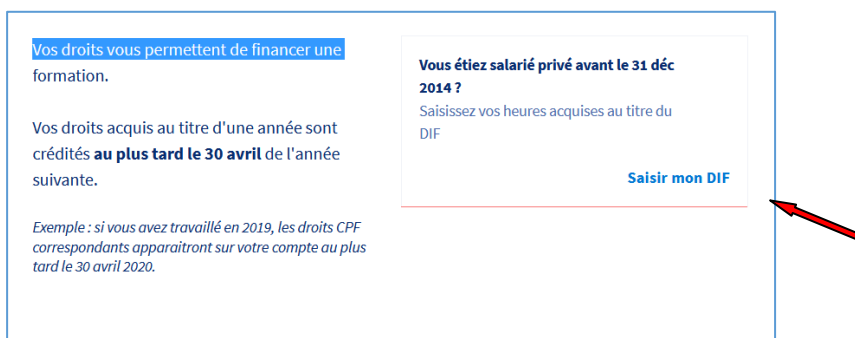 Vos droits vous permettent de financer une
formation.
Vos droits acquis au titre d'une année sont
crédités au plus tard le 30 avril de l'année
suivante.
Exemple : si vous avez travaillé en 2019, les droits CPF
correspondants apparaitront sur votre compte au plus
tard le 30 avril 2020.
Vous étiez salarié privé avant le 31 déc
2014 ?
Saisissez vos heures acquises au titre du
DIF
Saisir mon DIF